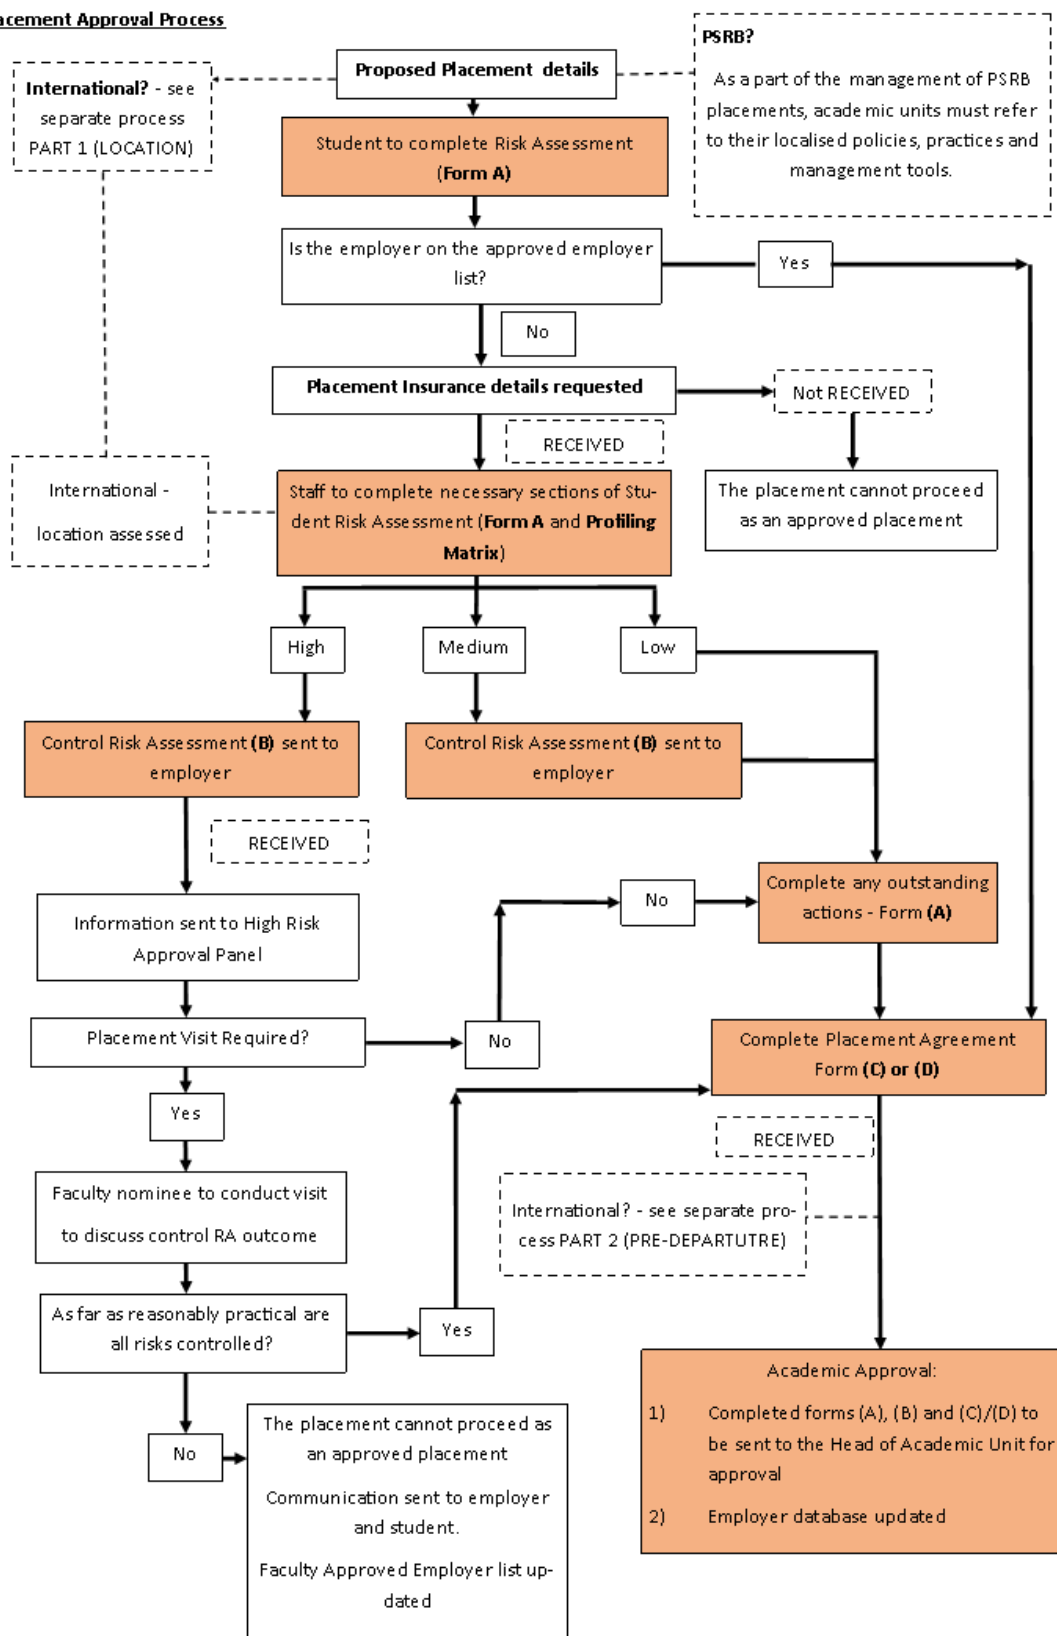 acement Approval Process
Proposed Placement details
PSRB?
As a part of the management of PSRB
placements, academic units must refer
to their localised policies, practices and
management tools.
International? - see
separate process
PART 1 (LOCATION)
Student to complete Risk Assessment
(Form A)
Is the employer on the approved employer
list?
Yes
No
Placement Insurance details requested
Not RECEIVED
RECEIVED
The placement cannot proceed
as an approved placement
International -
location assessed
Staff to complete necessary sections of Stu-
dent Risk Assessment (Form A and Profiling
Matrix)
High
Medium
Low
Control Risk Assessment (B) sent to
employer
Control Risk Assessment (B) sent to
employer
RECEIVED
Information sent to High Risk
Approval Panel
No
Complete any outstanding
actions - Form (A)
Placement Visit Required?
No
Complete Placement Agreement
Form (C) or (D)
Yes
RECEIVED
Faculty nominee to conduct visit
to discuss control RA outcome
International? - see separate pro-
cess PART 2 (PRE-DEPARTUTRE)
As far as reasonably practical are
all risks controlled?
Yes
No
The placement cannot proceed as
an approved placement
Communication sent to employer
and student.
Faculty Approved Employer list up-
dated
Academic Approval:
1) Completed forms (A), (B) and (C)/(D) to
be sent to the Head of Academic Unit for
approval
2) Employer database updated